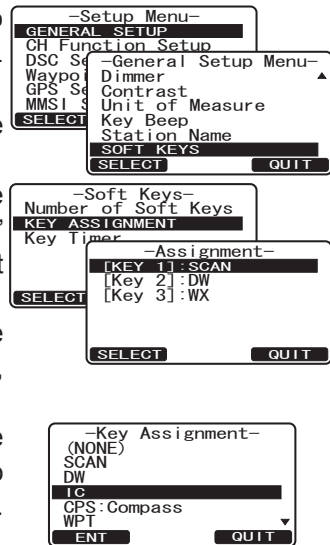 -Setup Menu-
GENERAL SETUP
CH Function Setup
DSC Se
Waypoi
GPS Se
MMSI S
SELECT
-General Setup Menu-
Dimmer
Contrast
Unit of Measure
Key Beep
Station Name
SOFT KEYS
SELECT QUIT
-Soft Keys-
Number of Soft Keys
KEY ASSIGNMENT
Key Timer
SELECT
-Assignment-
[KEY 1]:SCAN
[Key 2]:DW
[Key 3]:WX
SELECT QUIT
-Key Assignment-
(NONE)
SCAN
DW
IC
CPS:Compass
WPT
ENT QUIT